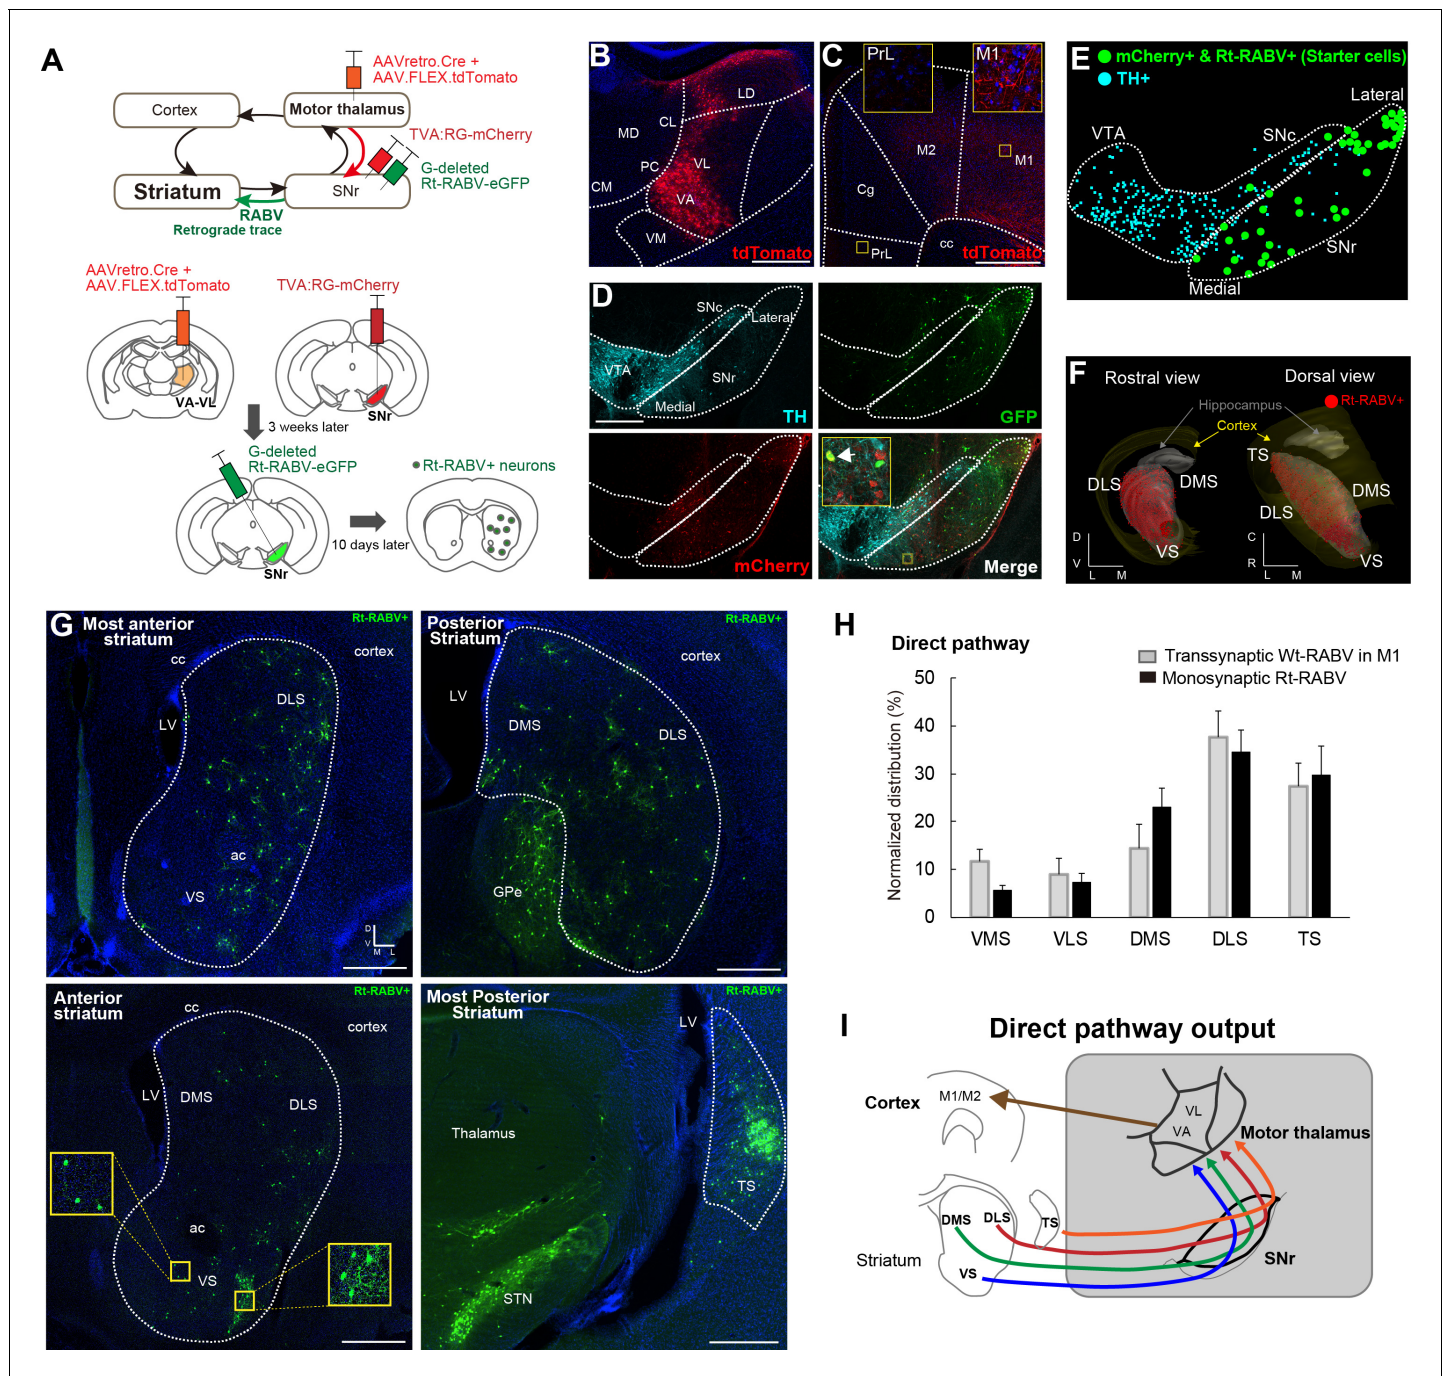 A
AAVretro.Cre +
AAV.FLEX.tdTomato
Cortex
Motor thalamus
TVA:RG-mCherry
G-deleted
Rt-RABV-eGFP
Striatum
SNr
RABV
Retrograde trace
AAVretro.Cre +
AAV.FLEX.tdTomato
TVA:RG-mCherry
VA-VL
SNr
3 weeks later
G-deleted
Rt-RABV-eGFP
Rt-RABV+ neurons
10 days later
SNr
B
LD
CL
MD
PC
VL
CM
VA
VM
tdTomato
C
PrL
M1
M2
M1
Cg
PrL
cc
tdTomato
D
SNc
Lateral
VTA
SNr
Medial
TH
GFP
mCherry
Merge
E
mCherry+ & Rt-RABV+ (Starter cells)
TH+
Lateral
VTA
SNc
SNr
Medial
F
Rostral view
Dorsal view
Hippocampus
Rt-RABV+
Cortex
TS
DLS
DMS
DMS
DLS
VS
VS
D
V
L M
C
R
L M
G
Most anterior
striatum
Rt-RABV+
cc
cortex
DLS
LV
ac
VS
D
V
M L
Posterior
Striatum
Rt-RABV+
cortex
LV
DMS
DLS
GPe
Anterior
striatum
Rt-RABV+
cc
cortex
LV
DMS
DLS
ac
VS
Most Posterior
Striatum
Rt-RABV+
LV
Thalamus
TS
STN
H
Direct pathway
Transsynaptic Wt-RABV in M1
Monosynaptic Rt-RABV
Normalized distribution (%)
50
40
30
20
10
0
VMS VLS DMS DLS TS
I
Direct pathway output
Cortex
M1/M2
VL
VA
Motor thalamus
DMS
DLS
TS
Striatum
VS
SNr